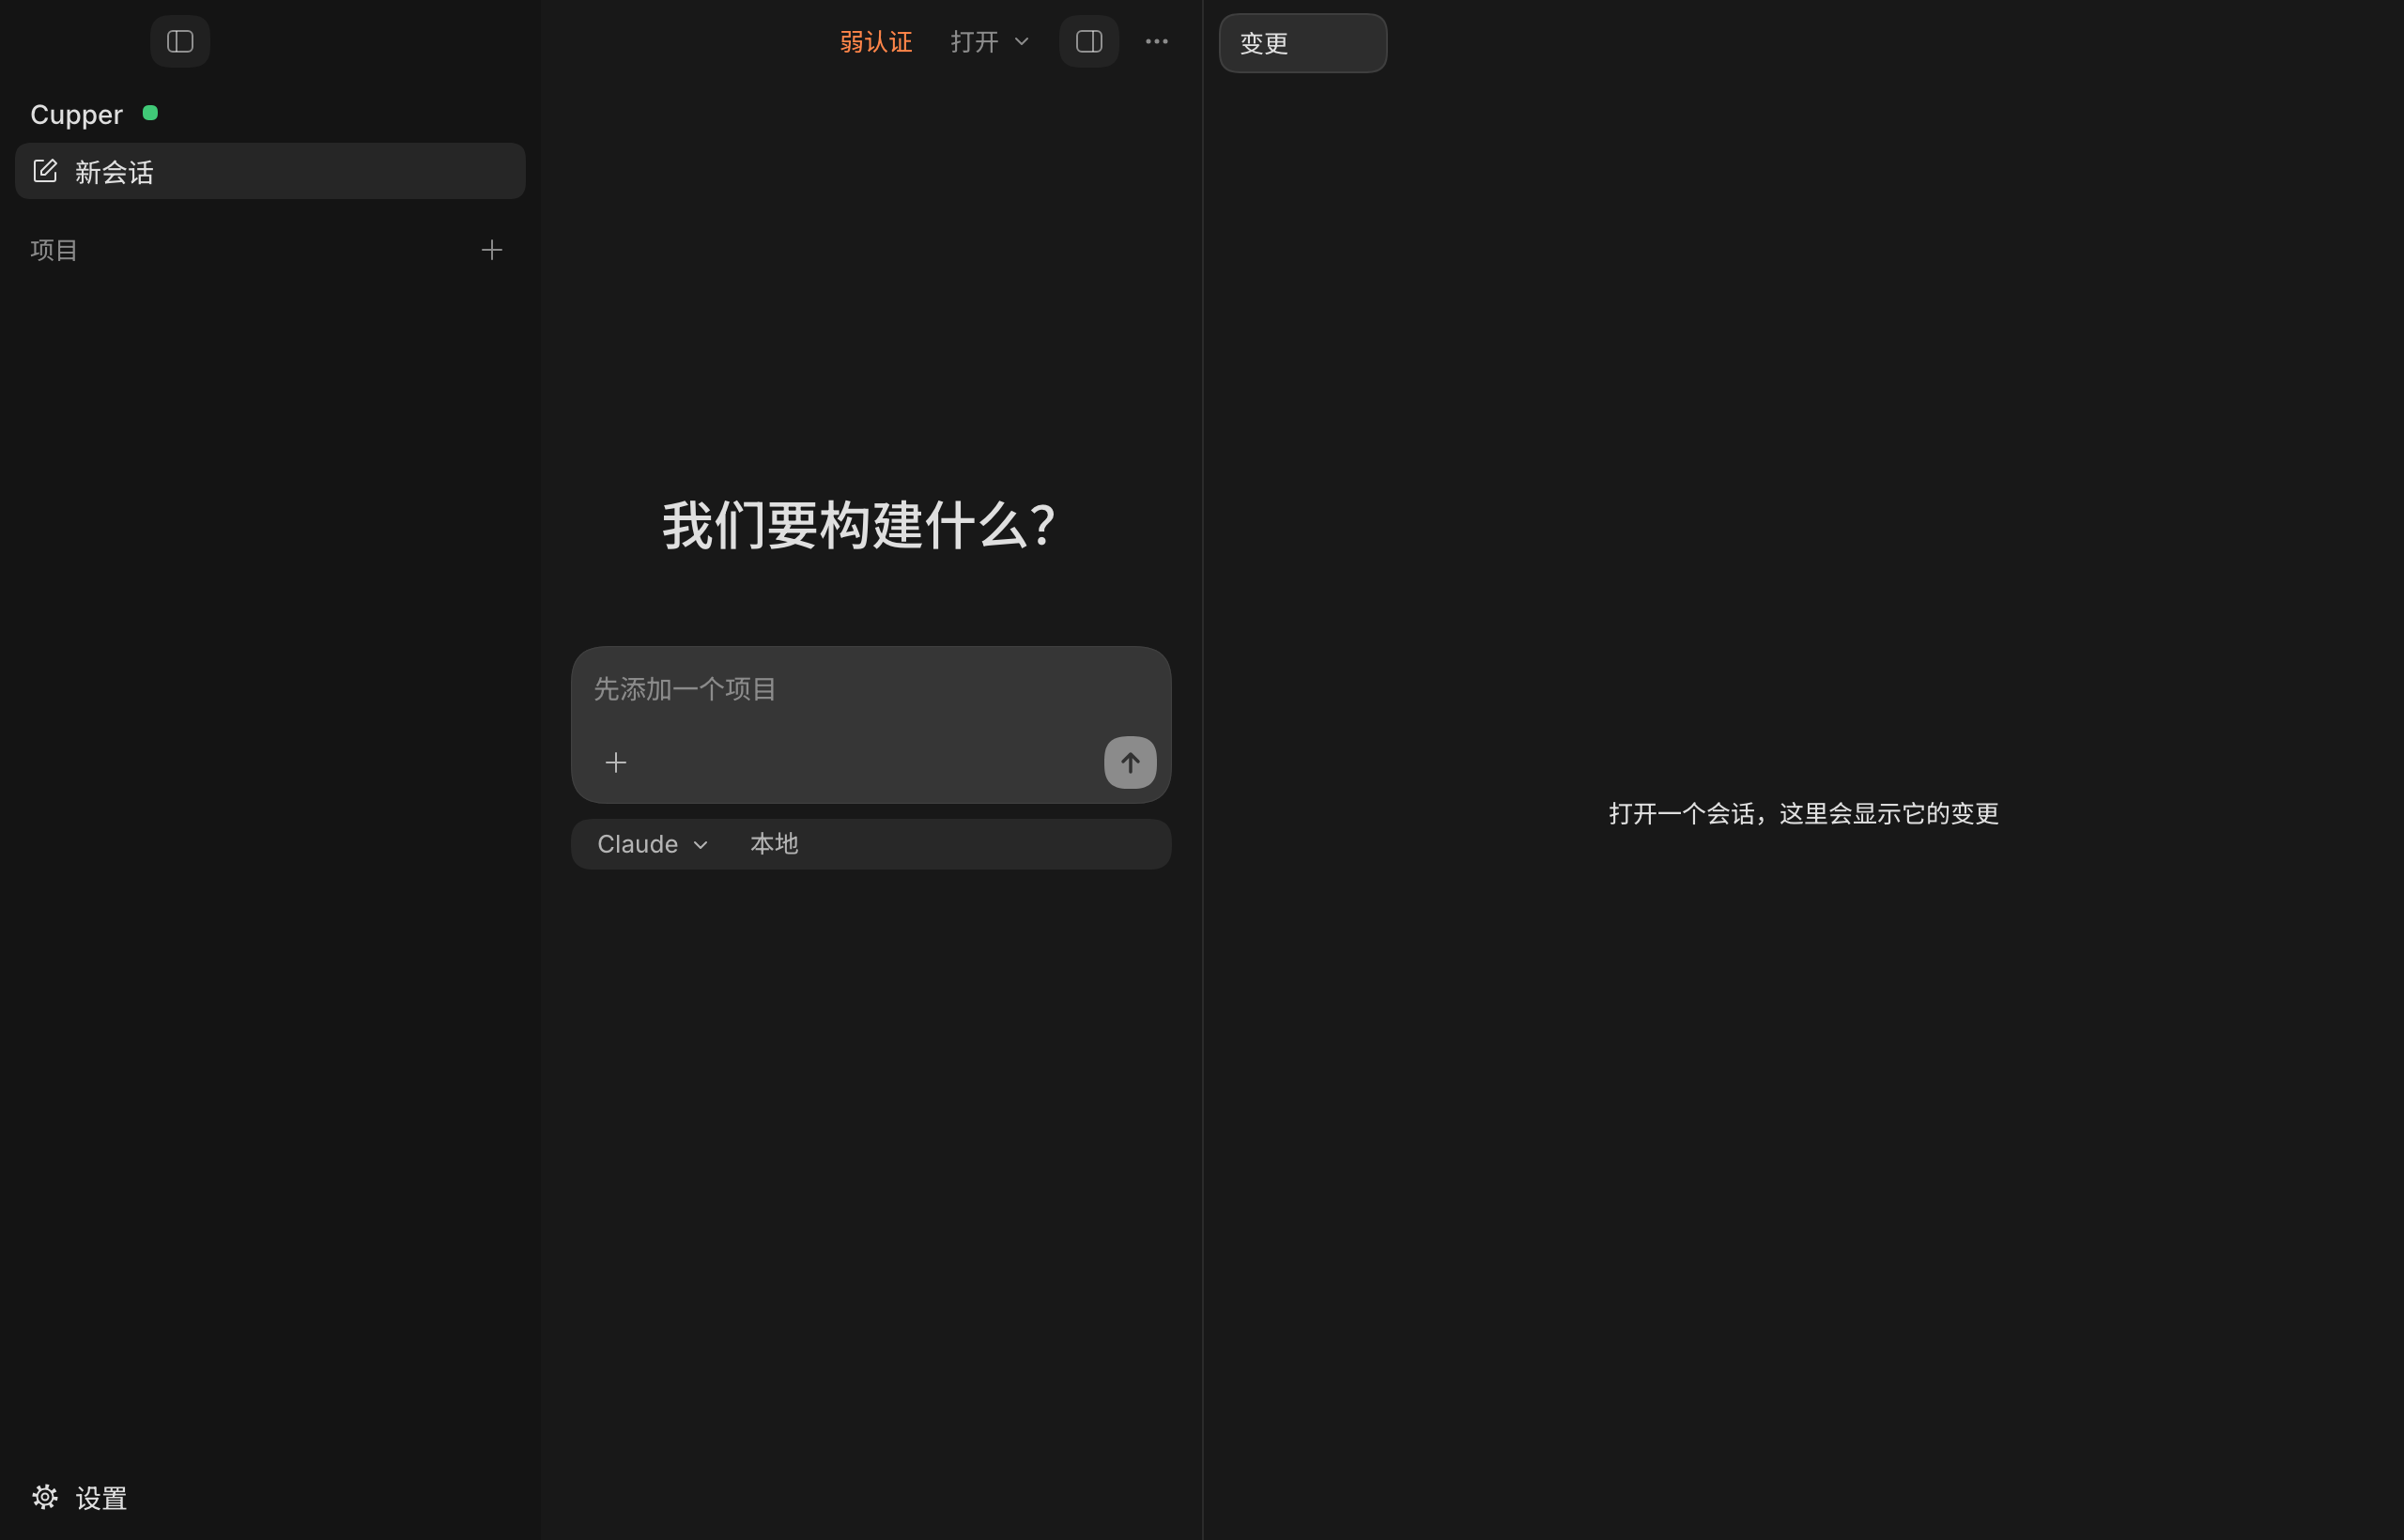 Cupper
新会话
项目
设置
弱认证
打开
我们要构建什么？
先添加一个项目
Claude
本地
变更
打开一个会话，这里会显示它的变更